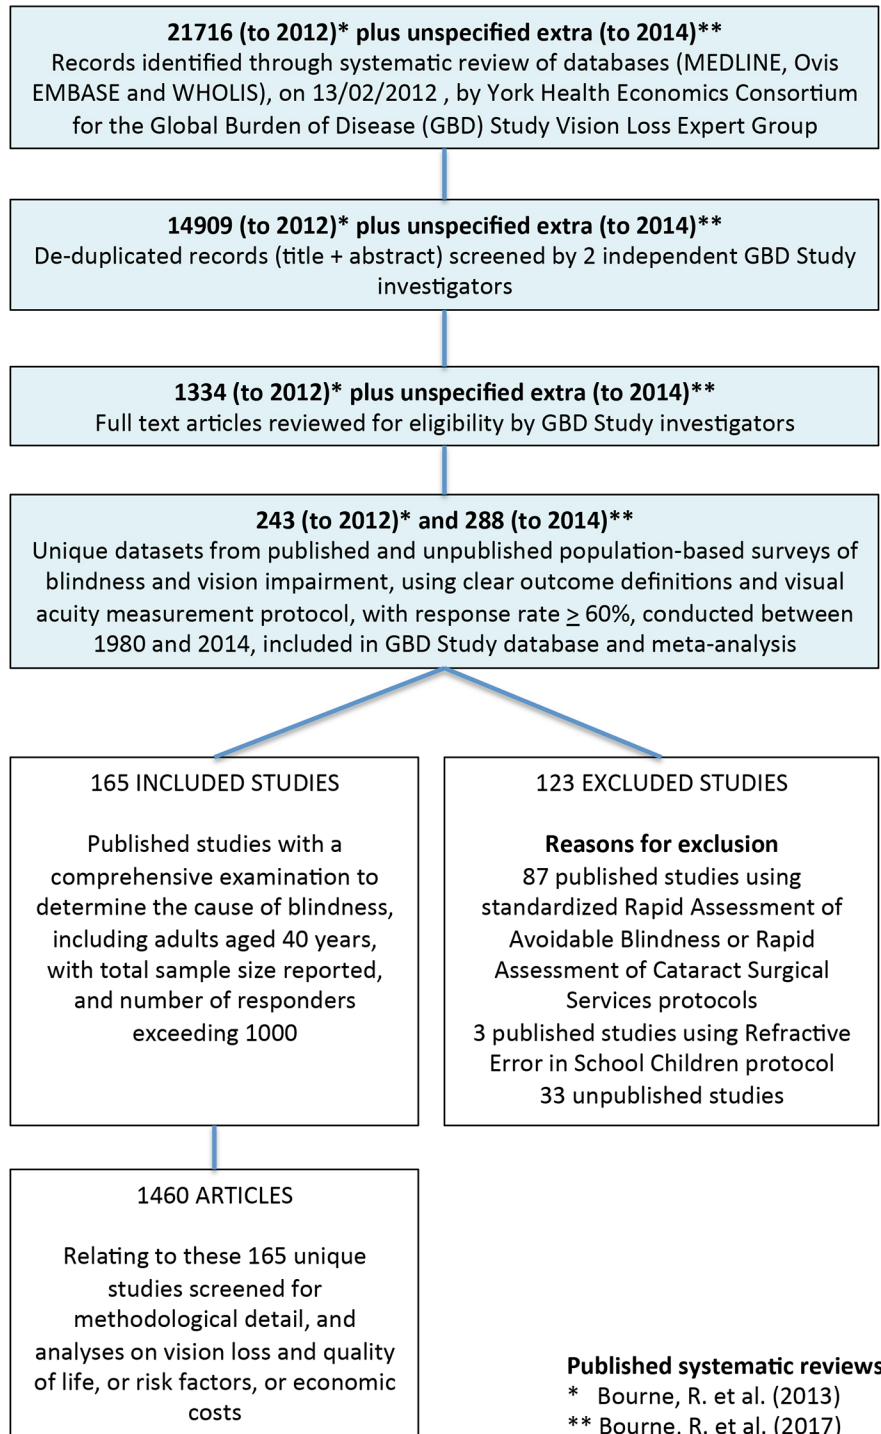 21716 (to 2012)* plus unspecified extra (to 2014)**
Records identified through systematic review of databases (MEDLINE, Ovis
EMBASE and WHOLIS), on 13/02/2012 , by York Health Economics Consortium
for the Global Burden of Disease (GBD) Study Vision Loss Expert Group
14909 (to 2012)* plus unspecified extra (to 2014)**
De-duplicated records (title + abstract) screened by 2 independent GBD Study
investigators
1334 (to 2012)* plus unspecified extra (to 2014)**
Full text articles reviewed for eligibility by GBD Study investigators
243 (to 2012)* and 288 (to 2014)**
Unique datasets from published and unpublished population-based surveys of
blindness and vision impairment, using clear outcome definitions and visual
acuity measurement protocol, with response rate ≥ 60%, conducted between
1980 and 2014, included in GBD Study database and meta-analysis
165 INCLUDED STUDIES
Published studies with a
comprehensive examination to
determine the cause of blindness,
including adults aged 40 years,
with total sample size reported,
and number of responders
exceeding 1000
123 EXCLUDED STUDIES
Reasons for exclusion
87 published studies using
standardized Rapid Assessment of
Avoidable Blindness or Rapid
Assessment of Cataract Surgical
Services protocols
3 published studies using Refractive
Error in School Children protocol
33 unpublished studies
1460 ARTICLES
Relating to these 165 unique
studies screened for
methodological detail, and
analyses on vision loss and quality
of life, or risk factors, or economic
costs
Published systematic reviews
* Bourne, R. et al. (2013)
** Bourne, R. et al. (2017)